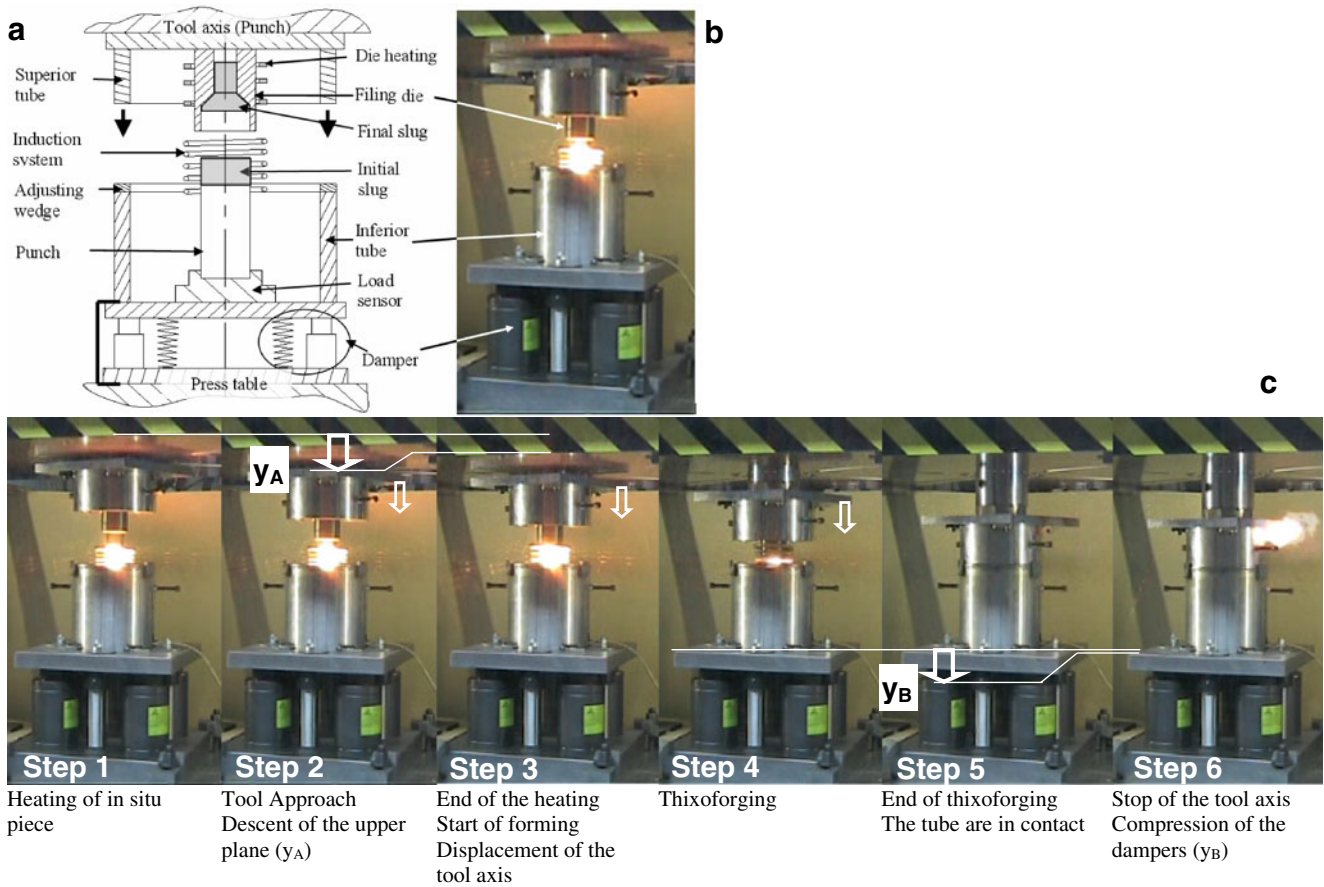 a
Tool axis (Punch)
Superior
tube
Induction
system
Adjusting
wedge
Punch
Die heating
Filing die
Final slug
Initial
slug
Inferior
tube
Load
sensor
Damper
Press table
b
c
yA
yB
Step 1
Step 2
Step 3
Step 4
Step 5
Step 6
Heating of in situ
piece
Tool Approach
Descent of the upper
plane (yA)
End of the heating
Start of forming
Displacement of the
tool axis
Thixoforging
End of thixoforging
The tube are in contact
Stop of the tool axis
Compression of the
dampers (yB)